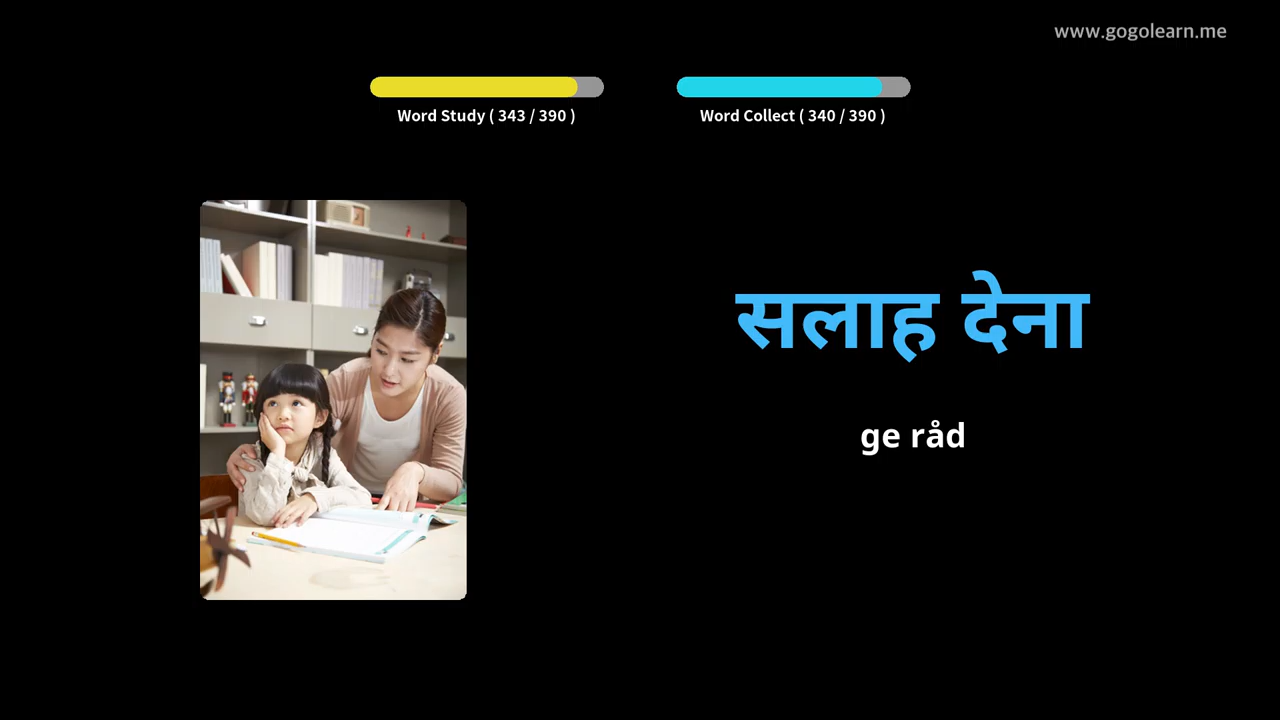 www.gogolearn.me
Word Study ( 343 / 390 )
Word Collect ( 340 / 390 )
सलाह देना
ge råd